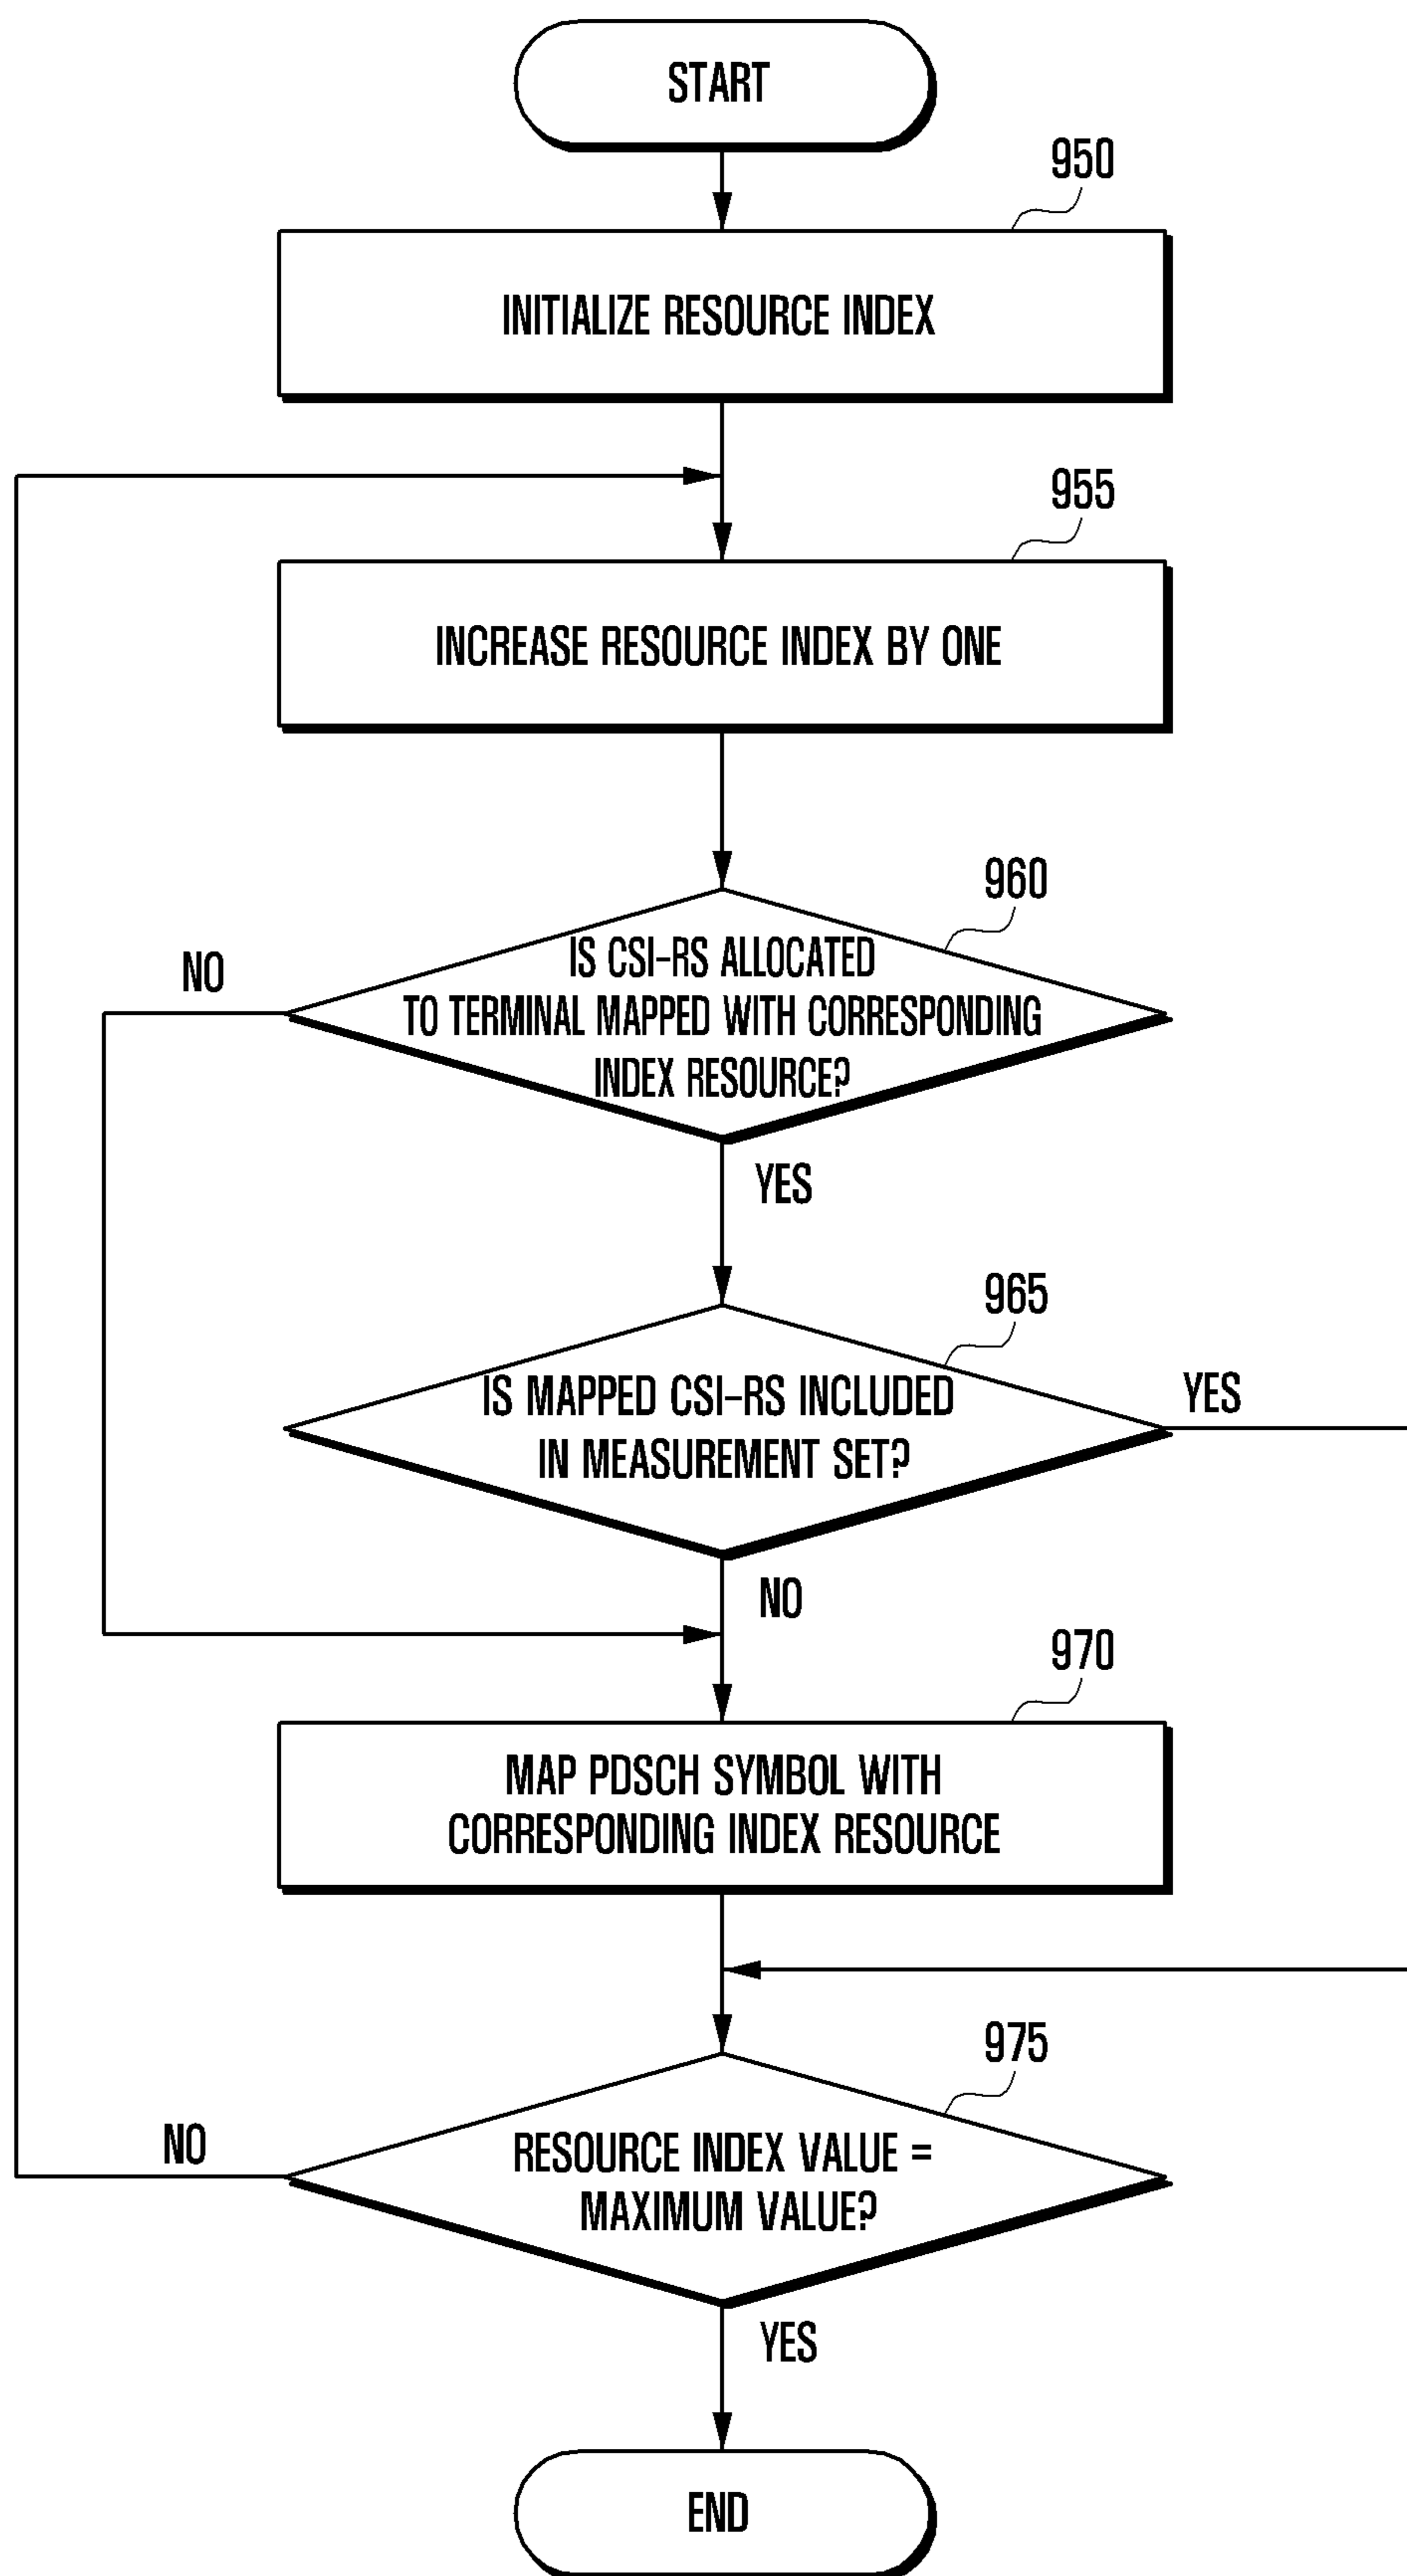 START
950
INITIALIZE RESOURCE INDEX
955
INCREASE RESOURCE INDEX BY ONE
960
IS CSI-RS ALLOCATED
TO TERMINAL MAPPED WITH CORRESPONDING
INDEX RESOURCE?
NO
YES
965
IS MAPPED CSI-RS INCLUDED
IN MEASUREMENT SET?
YES
NO
970
MAP PDSCH SYMBOL WITH
CORRESPONDING INDEX RESOURCE
975
RESOURCE INDEX VALUE =
MAXIMUM VALUE?
NO
YES
END